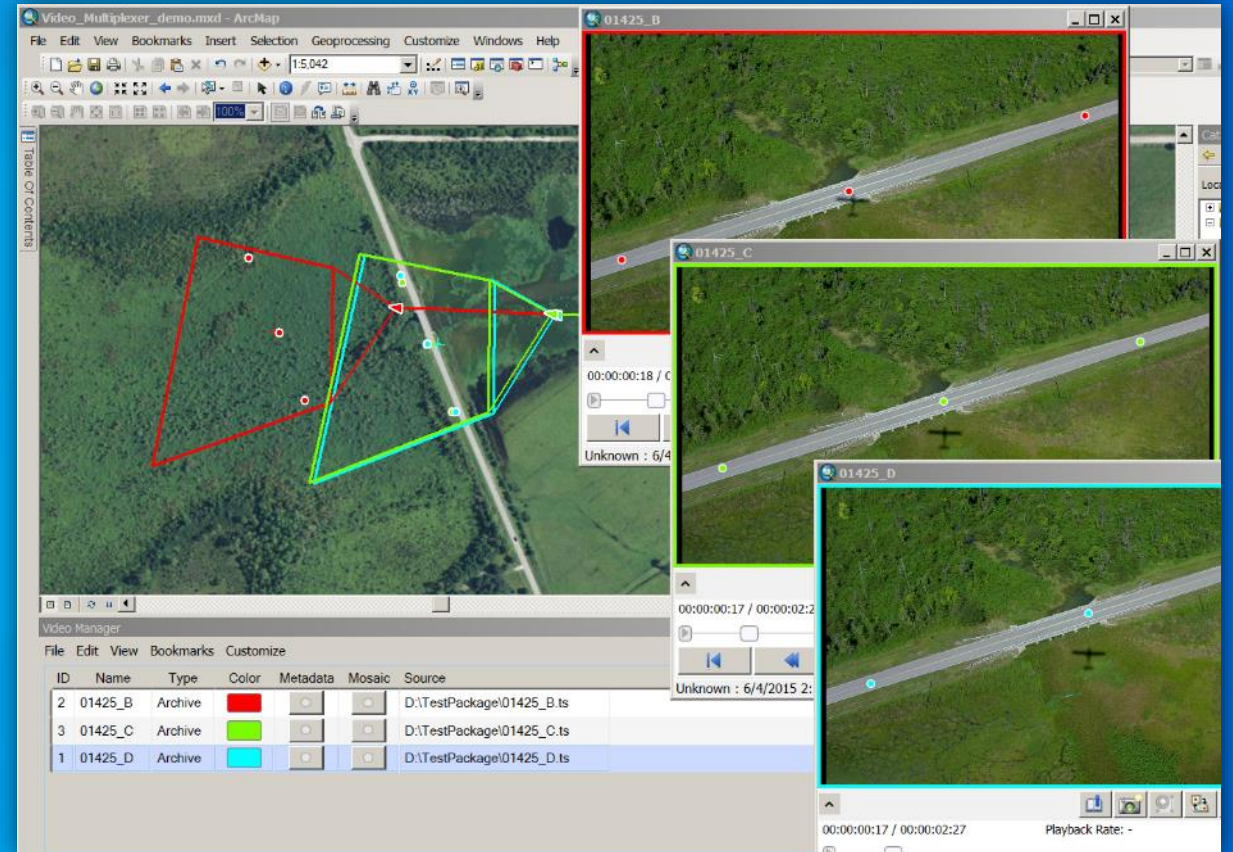 Video_Multiplexer_demo.mxd - ArcMap
File Edit View Bookmarks Insert Selection Geoprocessing Customize Windows Help
1:5,042
100%
Table Of Contents
01425_B
00:00:00:18 /
Unknown : 6/4
01425_C
00:00:00:17 / 00:00:02:2
Unknown : 6/4/2015 2:
01425_D
00:00:00:17 / 00:00:02:27 Playback Rate: -
Cat
Loca
Video Manager
File Edit View Bookmarks Customize
ID Name Type Color Metadata Mosaic Source
2 01425_B Archive D:\TestPackage\01425_B.ts
3 01425_C Archive D:\TestPackage\01425_C.ts
1 01425_D Archive D:\TestPackage\01425_D.ts